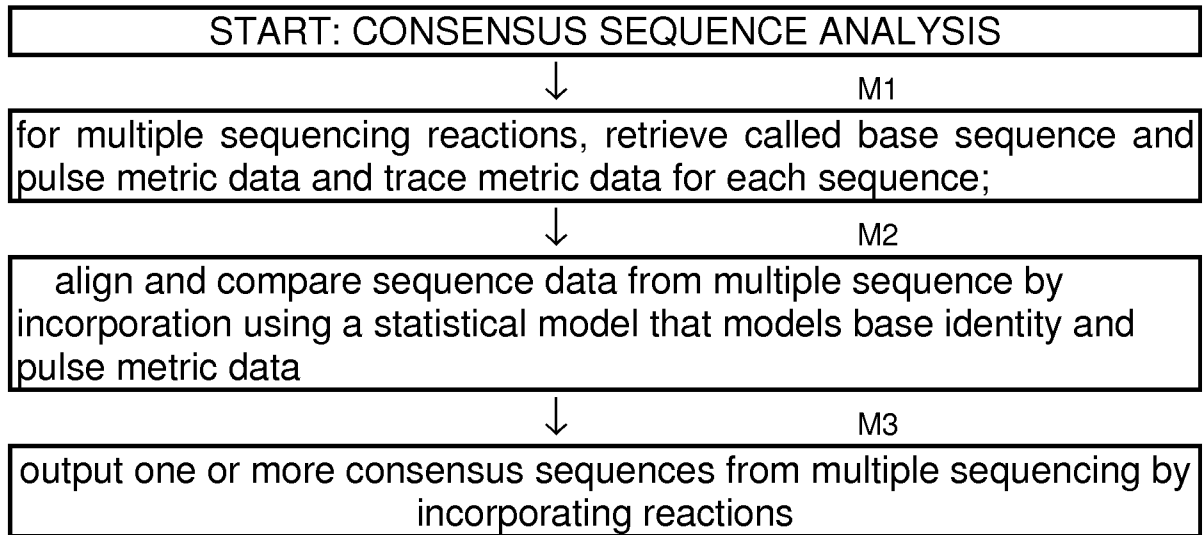 START: CONSENSUS SEQUENCE ANALYSIS
↓ M1
for multiple sequencing reactions, retrieve called base sequence and
pulse metric data and trace metric data for each sequence;
↓ M2
align and compare sequence data from multiple sequence by
incorporation using a statistical model that models base identity and
pulse metric data
↓ M3
output one or more consensus sequences from multiple sequencing by
incorporating reactions